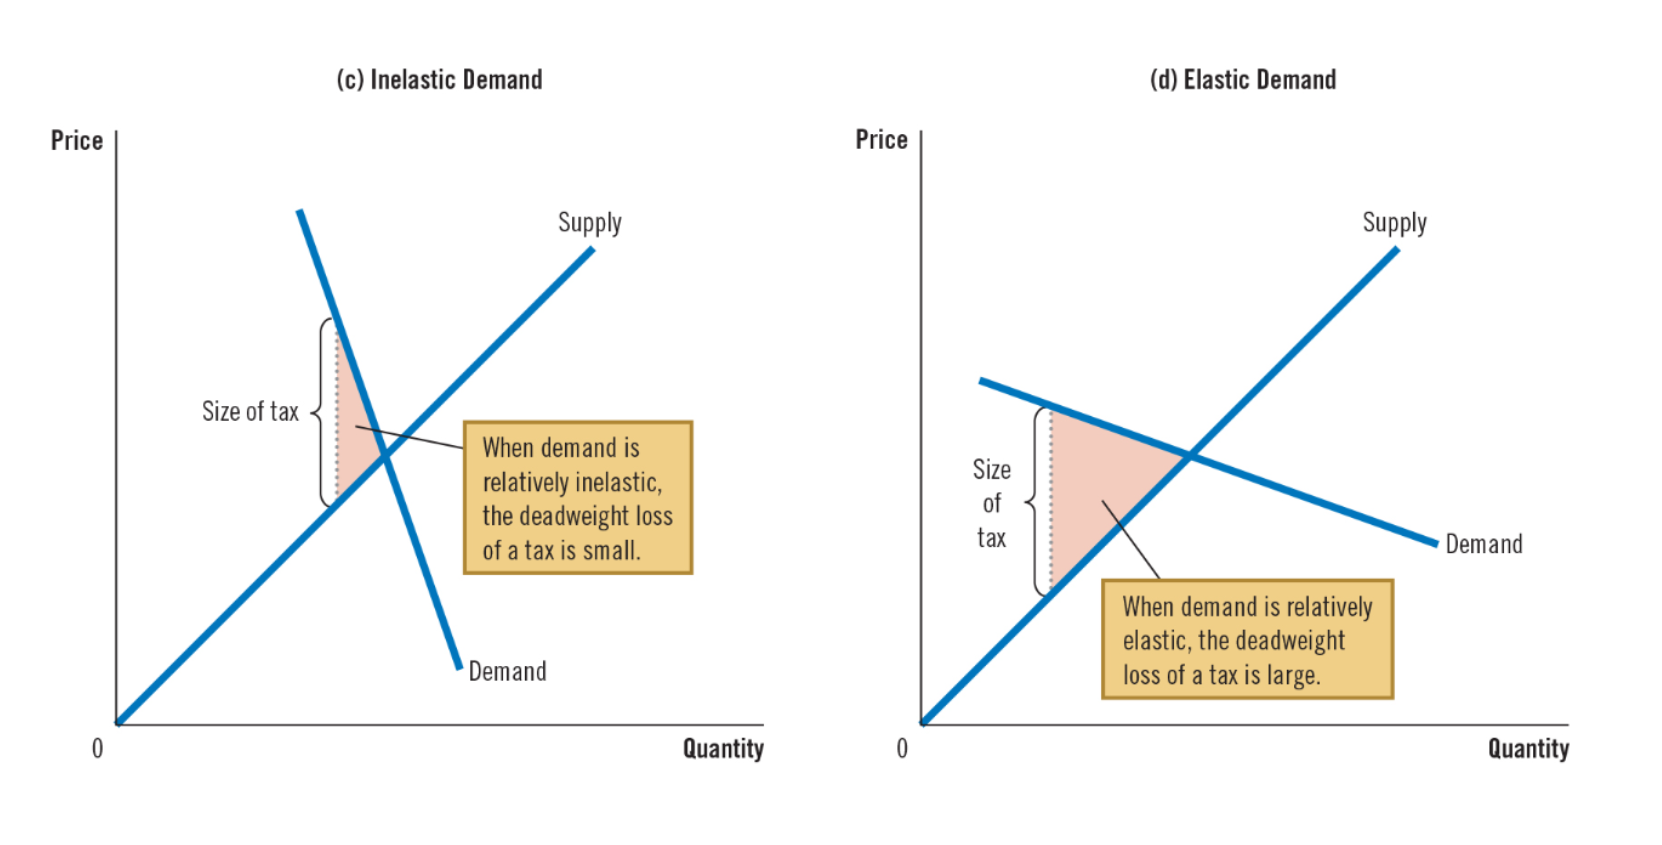 (c) Inelastic Demand
Price
Supply
Size of tax
When demand is
relatively inelastic,
the deadweight loss
of a tax is small.
Demand
0
Quantity
(d) Elastic Demand
Price
Supply
Size
of
tax
Demand
When demand is relatively
elastic, the deadweight
loss of a tax is large.
0
Quantity